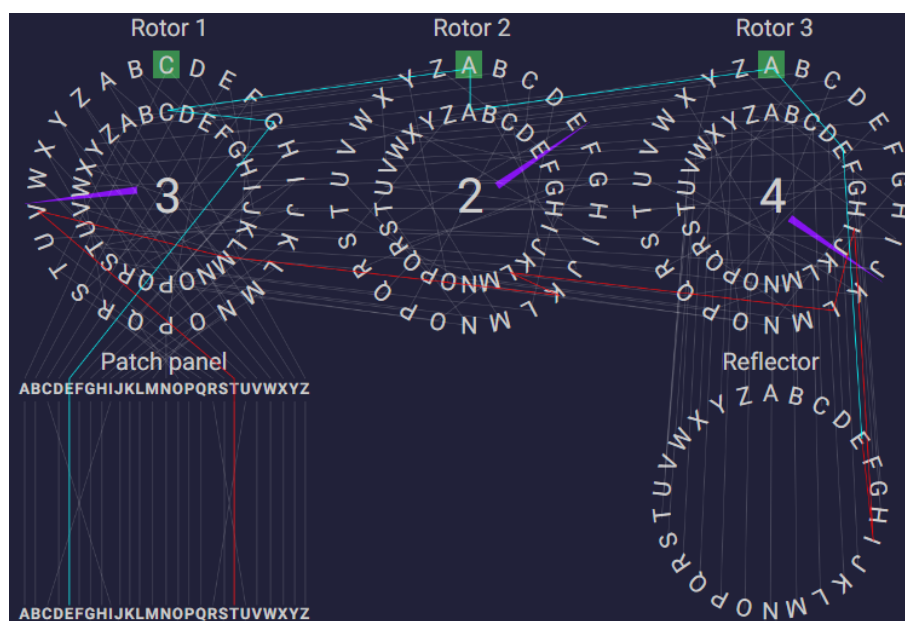 Rotor 1
Rotor 2
Rotor 3
A B C D E F G H I J K L M N O P Q R S T U V W X Y Z
A B C D E F G H I J K L M N O P Q R S T U V W X Y Z
3
A B C D E F G H I J K L M N O P Q R S T U V W X Y Z
A B C D E F G H I J K L M N O P Q R S T U V W X Y Z
2
A B C D E F G H I J K L M N O P Q R S T U V W X Y Z
A B C D E F G H I J K L M N O P Q R S T U V W X Y Z
4
Patch panel
ABCDEFGHIJKLMNOPQRSTUVWXYZ
ABCDEFGHIJKLMNOPQRSTUVWXYZ
Reflector
A B C D E F G H I J K L M N O P Q R S T U V W X Y Z